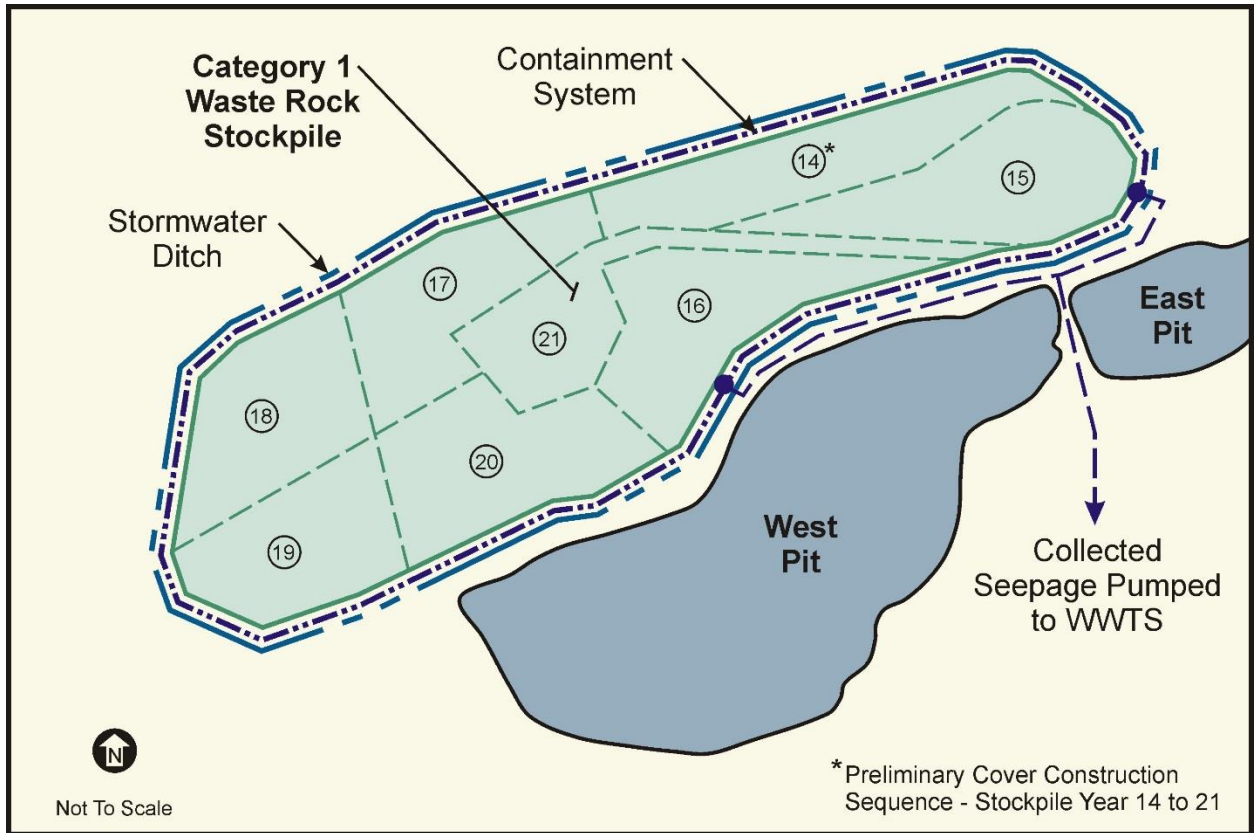 Category 1
Waste Rock
Stockpile
Containment
System
Stormwater
Ditch
14*
15
17
16
21
18
20
19
East
Pit
West
Pit
Collected
Seepage Pumped
to WWTS
N
Not To Scale
*Preliminary Cover Construction
Sequence - Stockpile Year 14 to 21